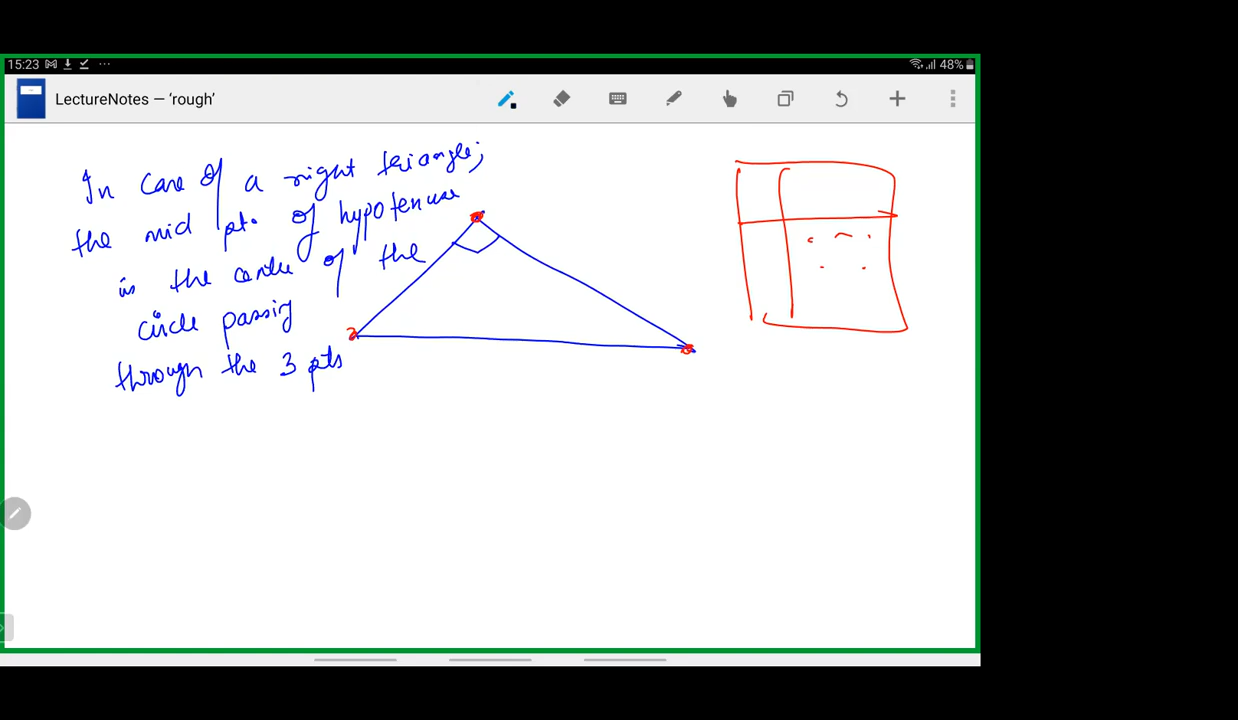 15:23 48%
LectureNotes — ‘rough’
In case of a right triangle;
the mid pt. of hypotenuse
is the centre of the
circle passing
through the 3 pts